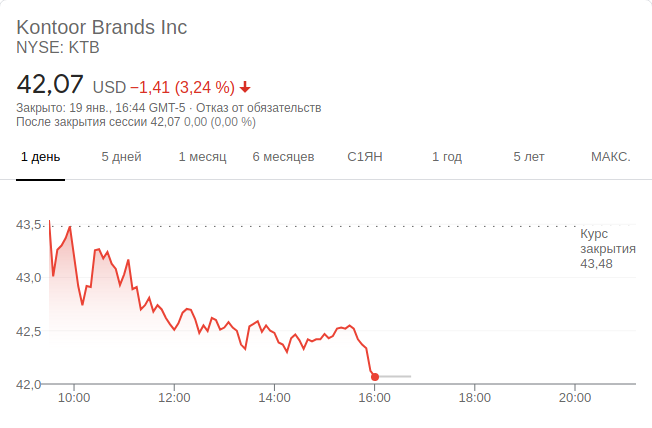 Kontoor Brands Inc
NYSE: KTB
42,07 USD −1,41 (3,24 %)
Закрыто: 19 янв., 16:44 GMT-5 · Отказ от обязательств
После закрытия сессии 42,07 0,00 (0,00 %)
1 день 5 дней 1 месяц 6 месяцев С1ЯН 1 год 5 лет МАКС.
43,5
Курс
закрытия
43,48
43,0
42,5
42,0
10:00 12:00 14:00 16:00 18:00 20:00